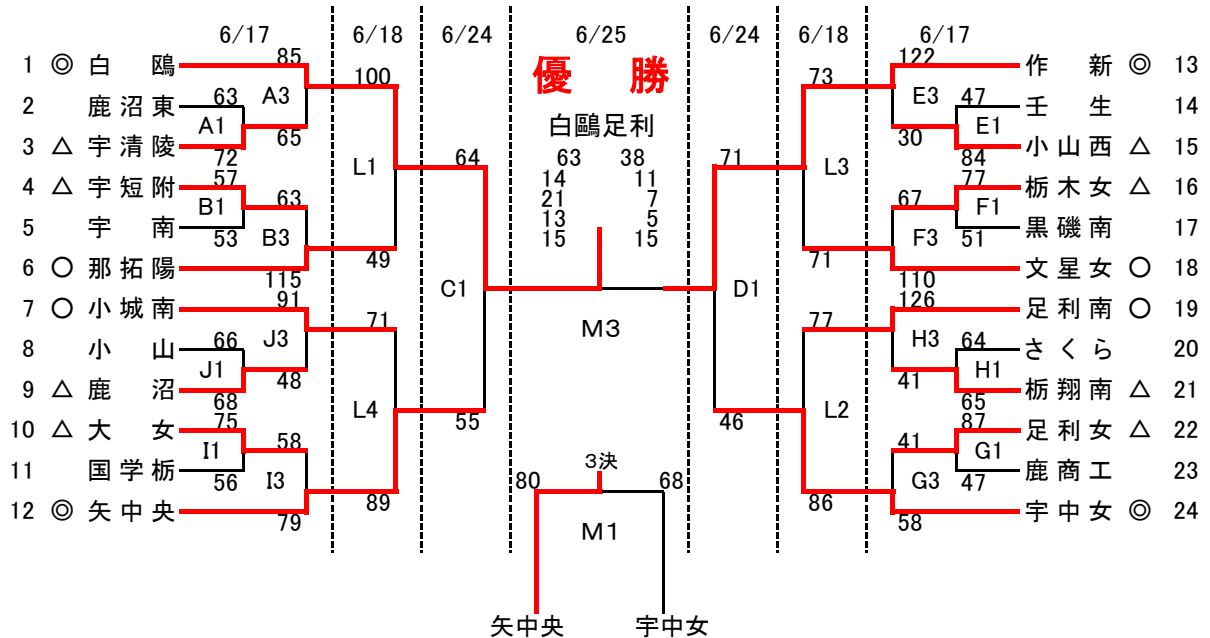 6/17 6/18 6/24 6/25 6/24 6/18 6/17
優勝
白鷗足利
63 38
14 11
21 7
13 5
15 15
M3
1 ◎ 白鷗 85
2 鹿沼東 63
A1 A3
3 △ 宇清陵 72 65
4 △ 宇短附 57
B1 63
5 宇南 53 B3
6 〇 那拓陽 115
7 〇 小城南 91
8 小山 66 J3
J1
9 △ 鹿沼 68 48
10 △ 大女 75
I1 58
11 国学栃 56 I3
12 ◎ 矢中央 79
100
L1
49
71
L4
89
64
C1
55
71
D1
46
73
L3
71
77
L2
86
122 作新 ◎ 13
E3 47 壬生 14
E1
30 84 小山西 △ 15
77 栃木女 △ 16
67 F1
F3 51 黒磯南 17
110 文星女 〇 18
126 足利南 〇 19
H3 64 さくら 20
H1
41 65 栃翔南 △ 21
87 足利女 △ 22
41 G1
G3 47 鹿商工 23
58 宇中女 ◎ 24
3決
80 68
M1
矢中央 宇中女